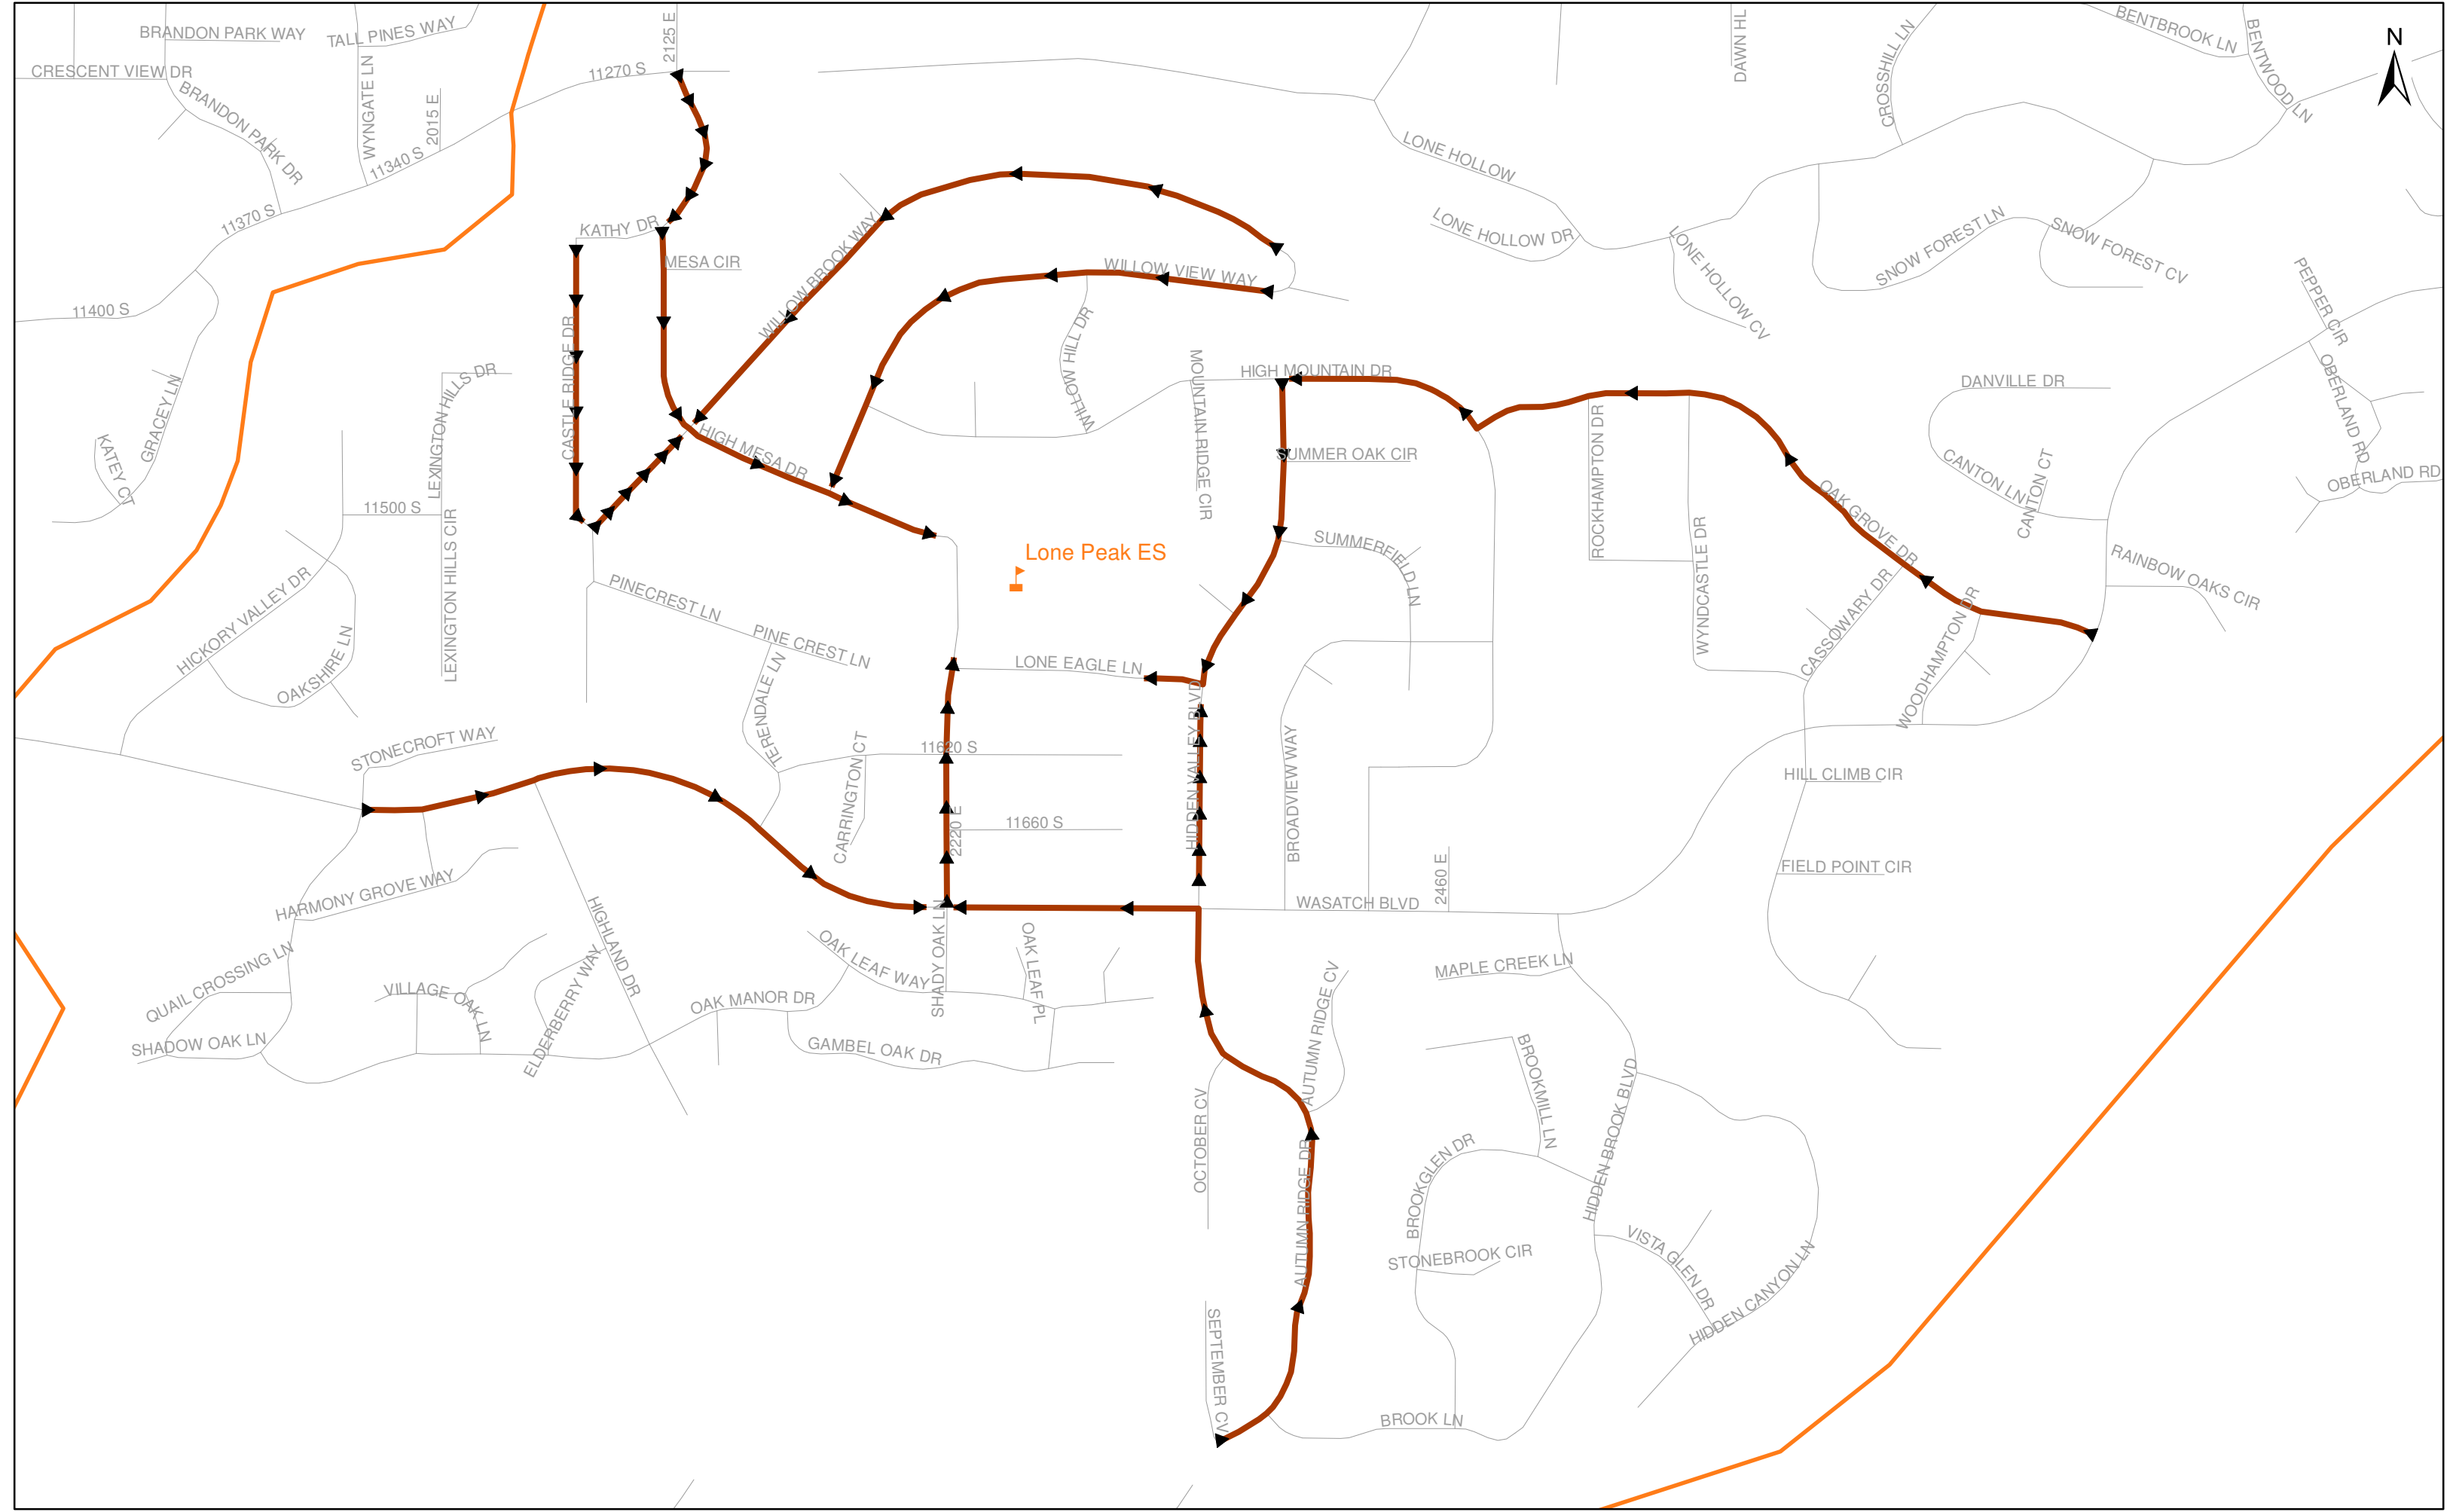 BRANDON PARK WAY
TALL PINES WAY
2125 E
DAWN HL
CROSSHILL LN
BENTBROOK LN
BENTWOOD LN
N
CRESCENT VIEW DR
BRANDON PARK DR
WYNGATE LN
2015 E
11270 S
11340 S
11370 S
LONE HOLLOW
LONE HOLLOW DR
LONE HOLLOW CV
SNOW FOREST LN
SNOW FOREST CV
PEPPER CIR
KATHY DR
MESA CIR
WILLOW BROOK WAY
WILLOW VIEW WAY
WILLOW HILL DR
11400 S
GRACEY LN
KATEY CT
LEXINGTON HILLS DR
CASTLE RIDGE DR
HIGH MESA DR
MOUNTAIN RIDGE CIR
HIGH MOUNTAIN DR
SUMMER OAK CIR
ROCKHAMPTON DR
DANVILLE DR
CANTON LN
CANTON CT
OBERLAND RD
OBERLAND RD
11500 S
LEXINGTON HILLS CIR
OAK GROVE DR
WYNDCASTLE DR
SUMMERFIELD LN
Lone Peak ES
RAINBOW OAKS CIR
HICKORY VALLEY DR
OAKSHIRE LN
PINECREST LN
PINE CREST LN
TERENDALE LN
LONE EAGLE LN
HIDDEN VALLEY BLVD
CASSOWARY DR
WOODHAMPTON DR
STONECROFT WAY
CARRINGTON CT
11620 S
2220 E
11660 S
BROADVIEW WAY
HILL CLIMB CIR
FIELD POINT CIR
2460 E
WASATCH BLVD
HARMONY GROVE WAY
HIGHLAND DR
QUAIL CROSSING LN
VILLAGE OAK LN
ELDERBERRY WAY
SHADOW OAK LN
OAK LEAF WAY
SHADY OAK LN
OAK LEAF PL
OAK MANOR DR
GAMBEL OAK DR
AUTUMN RIDGE CV
MAPLE CREEK LN
OCTOBER CV
BROOKMILL LN
HIDDEN BROOK BLVD
AUTUMN RIDGE DR
BROOKGLEN DR
STONEBROOK CIR
VISTA GLEN DR
HIDDEN CANYON LN
SEPTEMBER CV
BROOK LN